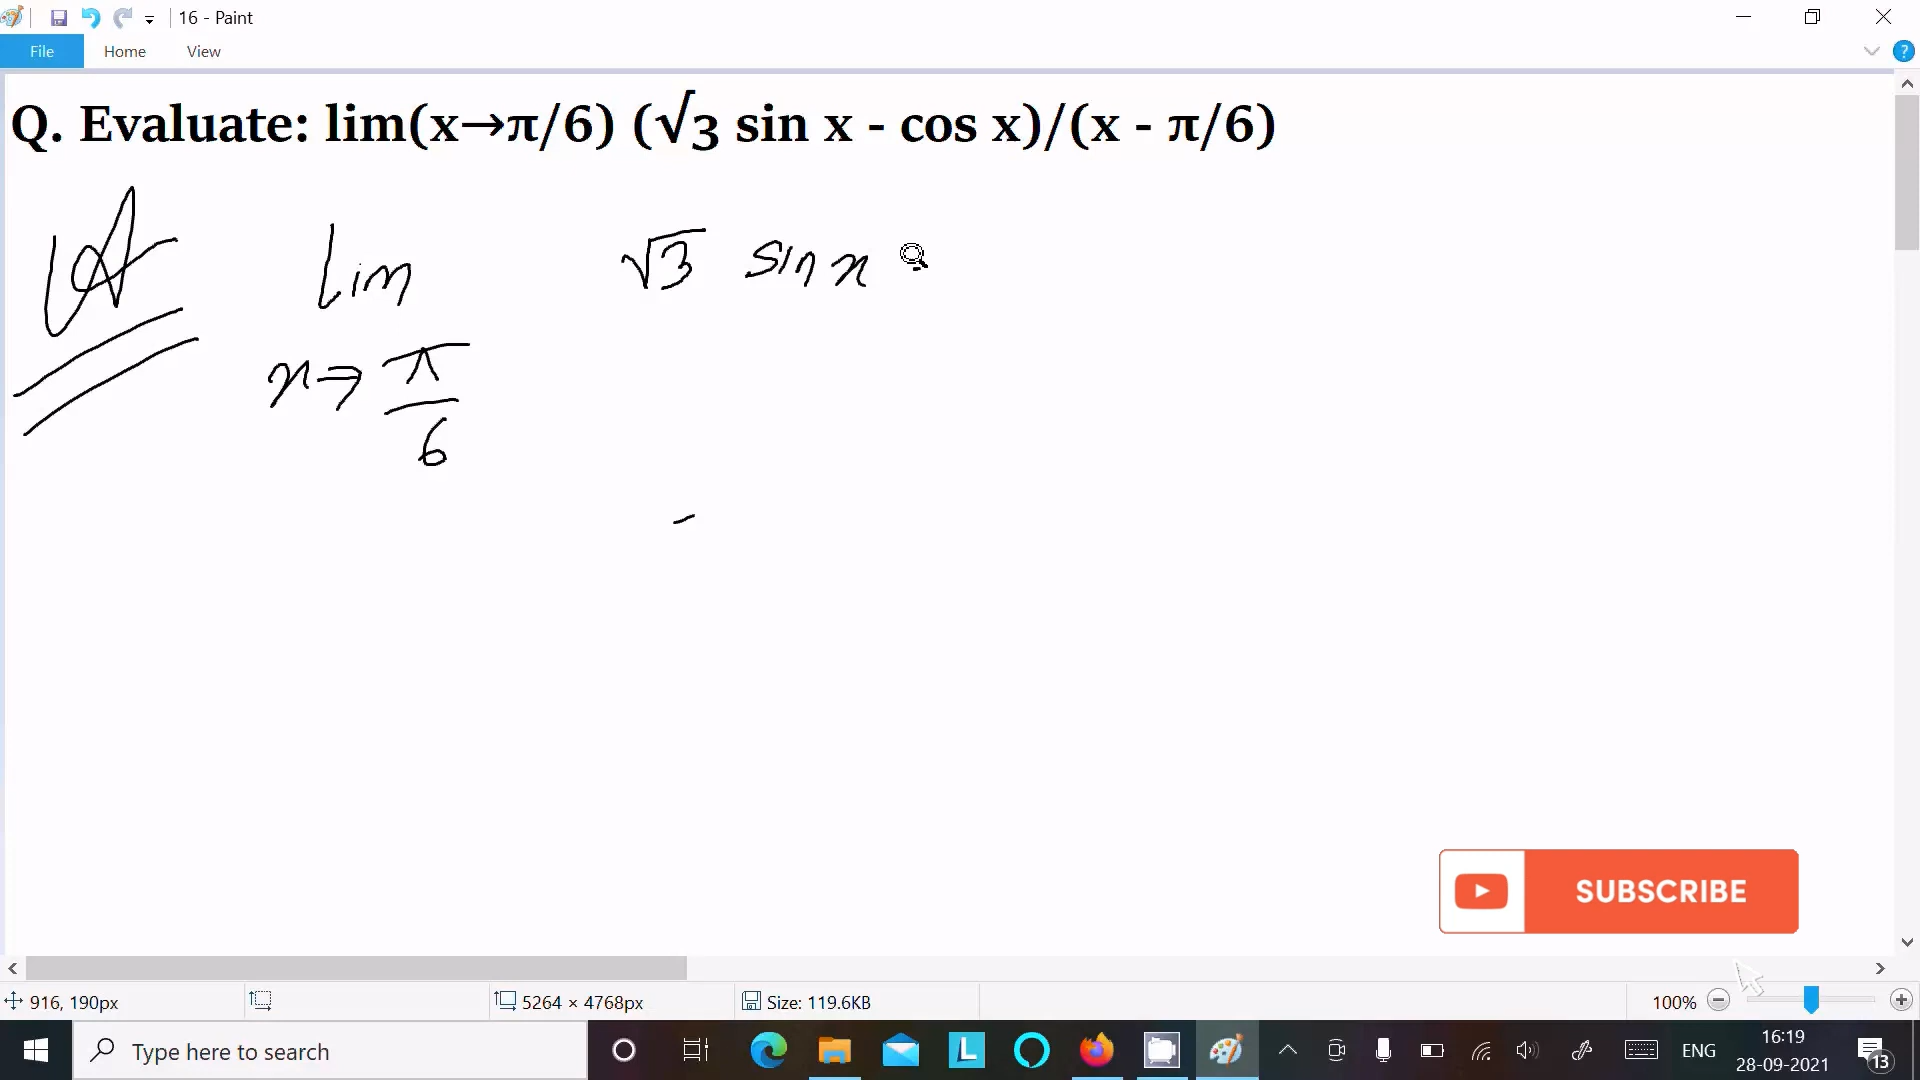 16 - Paint
File Home View
Q. Evaluate: lim(x→π/6) (√3 sin x - cos x)/(x - π/6)
lim √3 sin x
x⇒ π
6
-
SUBSCRIBE
916, 190px 5264 × 4768px Size: 119.6KB 100%
Type here to search L ENG 16:19
28-09-2021 13